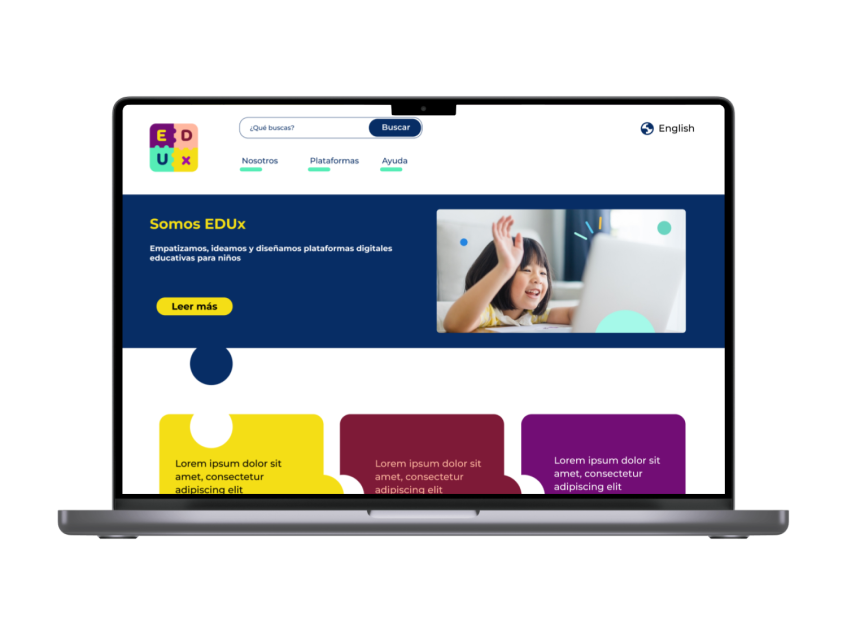 E D
U x
¿Qué buscas?
Buscar
English
Nosotros
Plataformas
Ayuda
Somos EDUx
Empatizamos, ideamos y diseñamos plataformas digitales
educativas para niños
Leer más
Lorem ipsum dolor sit
amet, consectetur
adipiscing elit
Lorem ipsum dolor sit
amet, consectetur
adipiscing elit
Lorem ipsum dolor sit
amet, consectetur
adipiscing elit